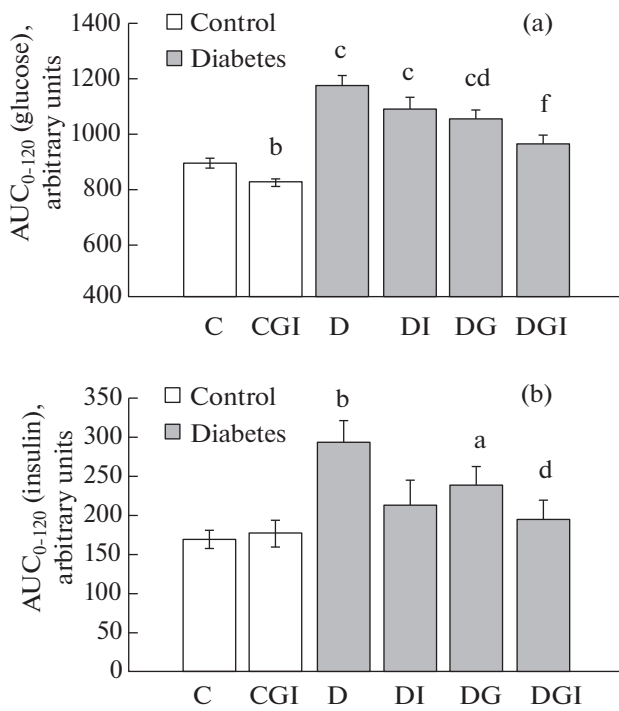 1400
1200
1000
800
600
400
AUC0-120 (glucose),
arbitrary units
Control
Diabetes
(a)
b
c
c
cd
f
C CGI D DI DG DGI
350
300
250
200
150
100
50
0
AUC0-120 (insulin),
arbitrary units
Control
Diabetes
(b)
b
a
d
C CGI D DI DG DGI